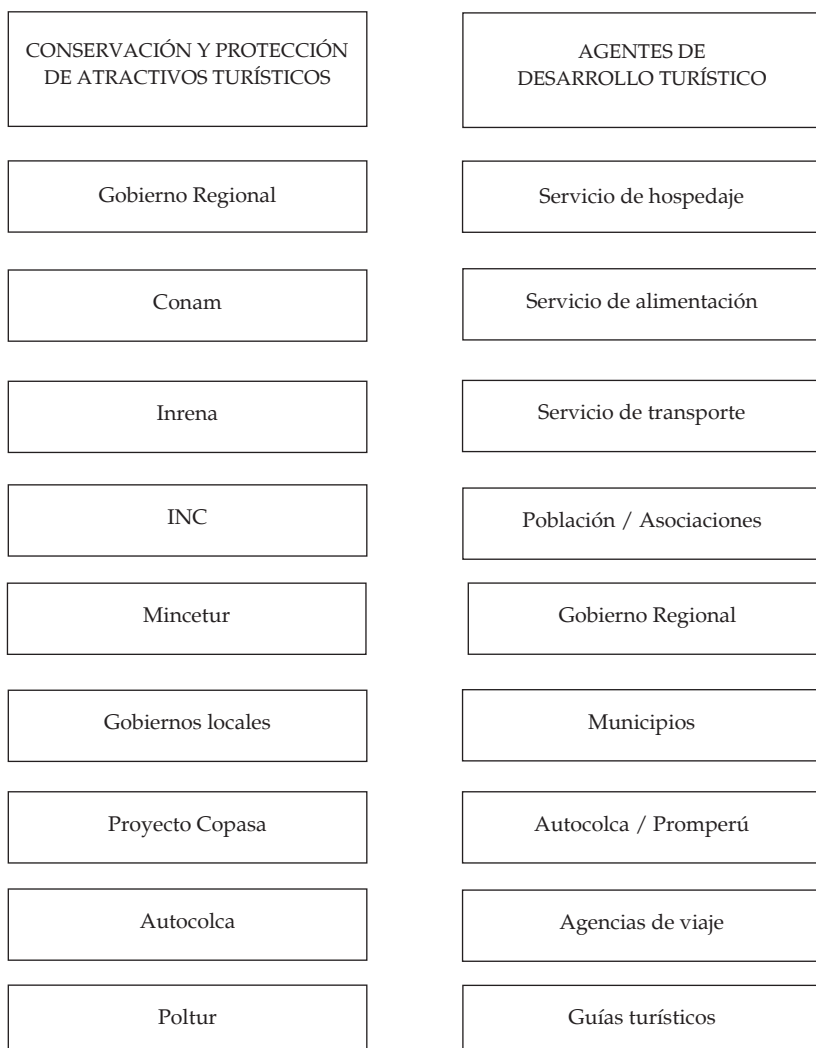 CONSERVACIÓN Y PROTECCIÓN
DE ATRACTIVOS TURÍSTICOS
Gobierno Regional
Conam
Inrena
INC
Mincetur
Gobiernos locales
Proyecto Copasa
Autocolca
Poltur
AGENTES DE
DESARROLLO TURÍSTICO
Servicio de hospedaje
Servicio de alimentación
Servicio de transporte
Población / Asociaciones
Gobierno Regional
Municipios
Autocolca / Promperú
Agencias de viaje
Guías turísticos